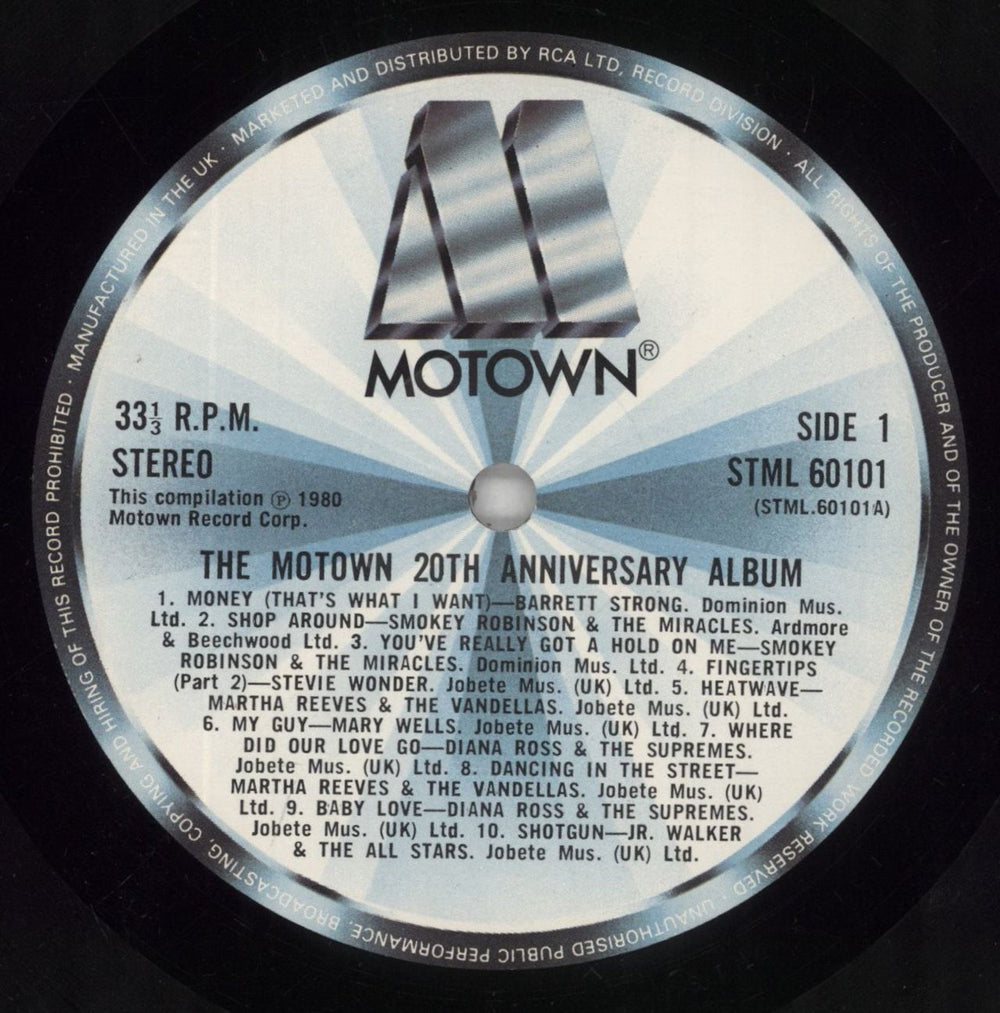 MANUFACTURED IN THE UK · MARKETED AND DISTRIBUTED BY RCA LTD, RECORD DIVISION · ALL RIGHTS OF THE PRODUCER AND OF THE OWNER OF THE RECORDED WORK RESERVED · UNAUTHORISED PUBLIC PERFORMANCE, BROADCASTING, COPYING AND HIRING OF THIS RECORD PROHIBITED ·
MOTOWN®
33⅓ R.P.M.
STEREO
This compilation ℗ 1980
Motown Record Corp.
SIDE 1
STML 60101
(STML.60101A)
THE MOTOWN 20TH ANNIVERSARY ALBUM
1. MONEY (THAT'S WHAT I WANT)—BARRETT STRONG. Dominion Mus.
Ltd. 2. SHOP AROUND—SMOKEY ROBINSON & THE MIRACLES. Ardmore
& Beechwood Ltd. 3. YOU'VE REALLY GOT A HOLD ON ME—SMOKEY
ROBINSON & THE MIRACLES. Dominion Mus. Ltd. 4. FINGERTIPS
(Part 2)—STEVIE WONDER. Jobete Mus. (UK) Ltd. 5. HEATWAVE—
MARTHA REEVES & THE VANDELLAS. Jobete Mus. (UK) Ltd.
6. MY GUY—MARY WELLS. Jobete Mus. (UK) Ltd. 7. WHERE
DID OUR LOVE GO—DIANA ROSS & THE SUPREMES.
Jobete Mus. (UK) Ltd. 8. DANCING IN THE STREET—
MARTHA REEVES & THE VANDELLAS. Jobete Mus. (UK)
Ltd. 9. BABY LOVE—DIANA ROSS & THE SUPREMES.
Jobete Mus. (UK) Ltd. 10. SHOTGUN—JR. WALKER
& THE ALL STARS. Jobete Mus. (UK) Ltd.